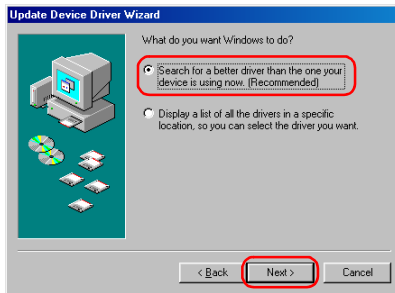 Update Device Driver Wizard
What do you want Windows to do?
Search for a better driver than the one your
device is using now. (Recommended)
Display a list of all the drivers in a specific
location, so you can select the driver you want.
< Back
Next >
Cancel